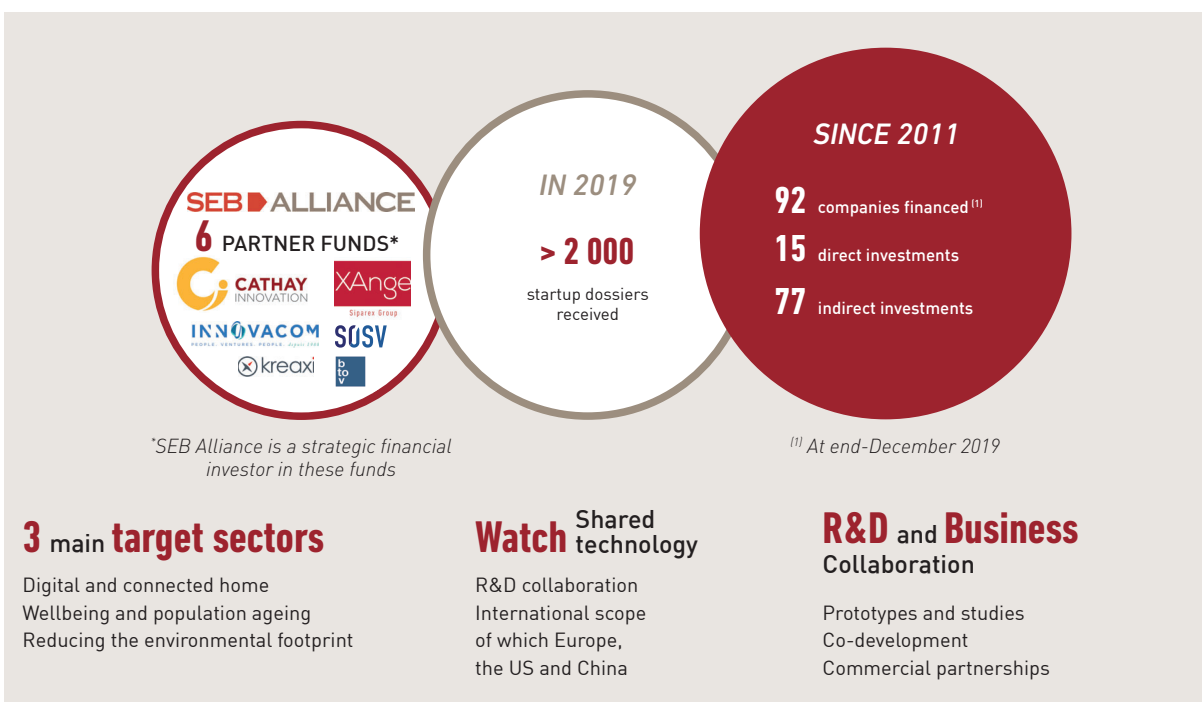 SEB ALLIANCE
6 PARTNER FUNDS*
CATHAY
INNOVATION
XAnge
Siparex Group
INNOVACOM
PEOPLE. VENTURES. PEOPLE. depuis 1988
SOSV
kreaxi
b
to
v
*SEB Alliance is a strategic financial
investor in these funds
IN 2019
> 2 000
startup dossiers
received
SINCE 2011
92 companies financed (1)
15 direct investments
77 indirect investments
(1) At end-December 2019
3 main target sectors
Digital and connected home
Wellbeing and population ageing
Reducing the environmental footprint
Watch Shared
technology
R&D collaboration
International scope
of which Europe,
the US and China
R&D and Business
Collaboration
Prototypes and studies
Co-development
Commercial partnerships